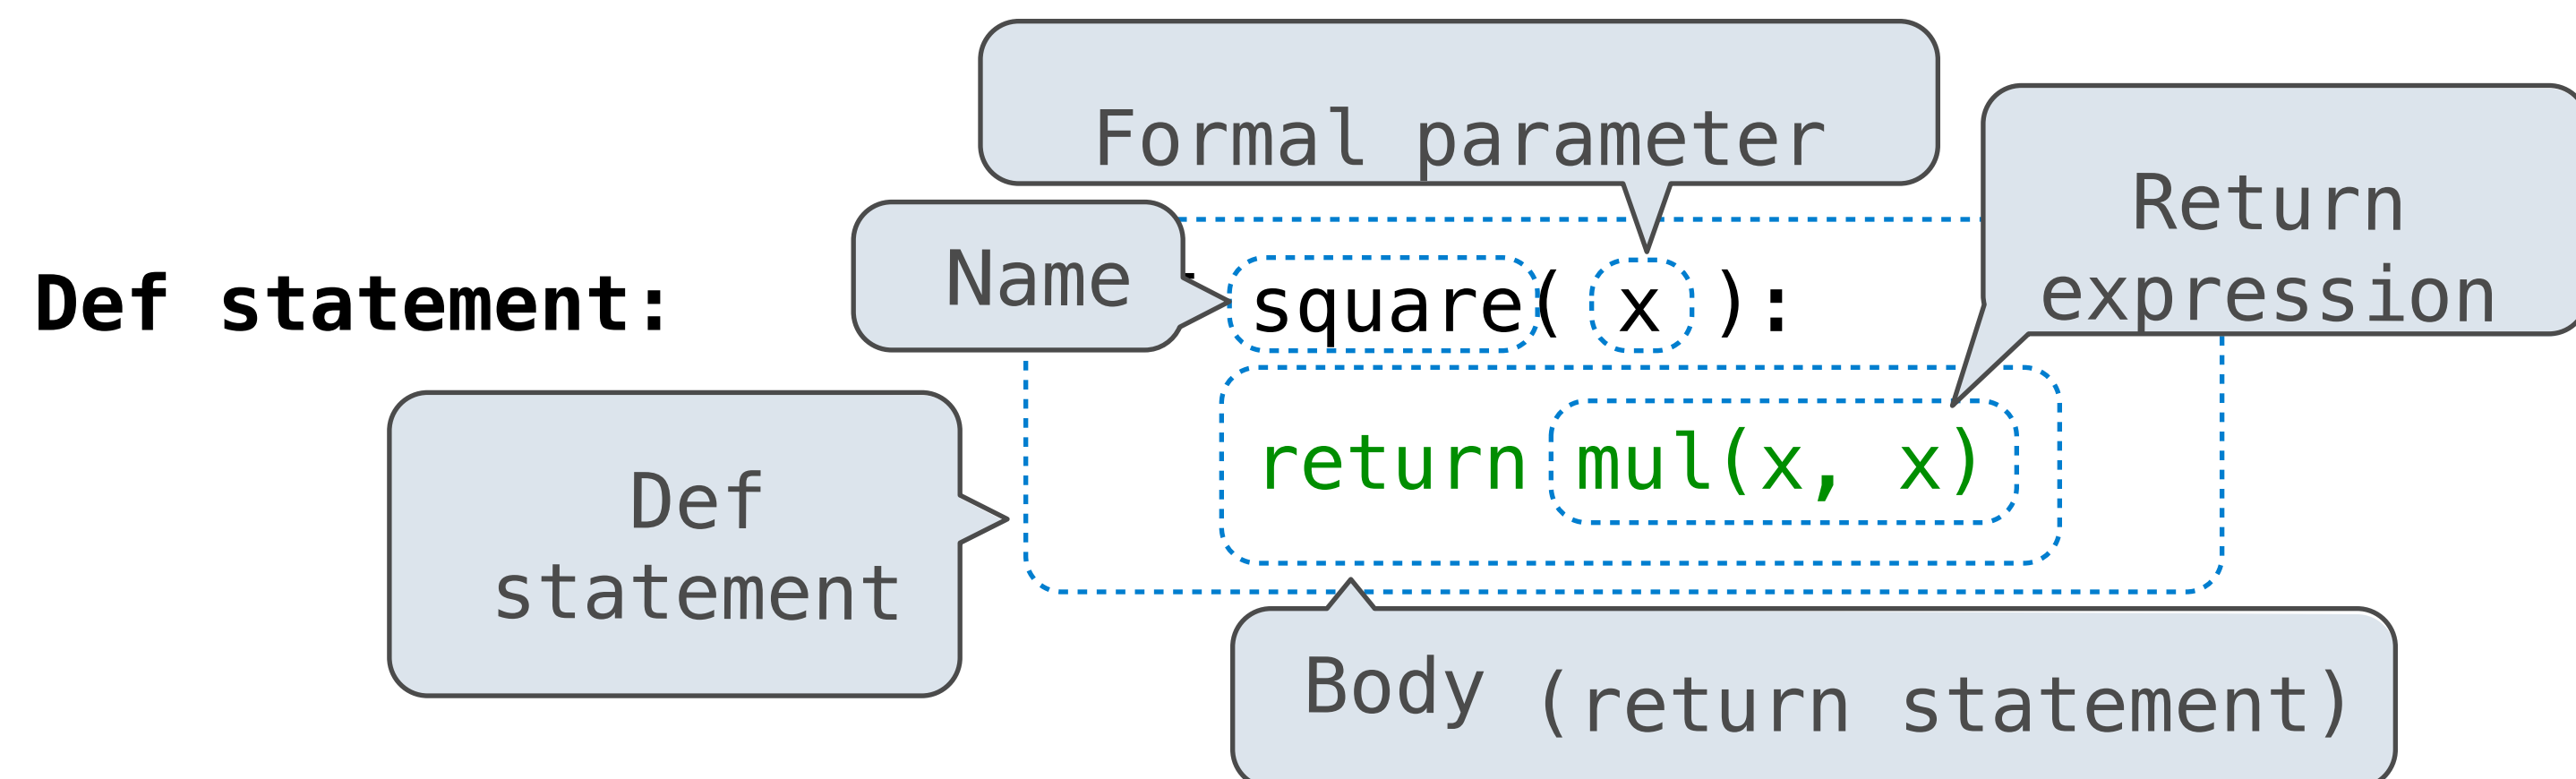 Formal parameter
Return
expression
Name
Def statement:
square( x ):
Def
statement
return mul(x, x)
Body (return statement)